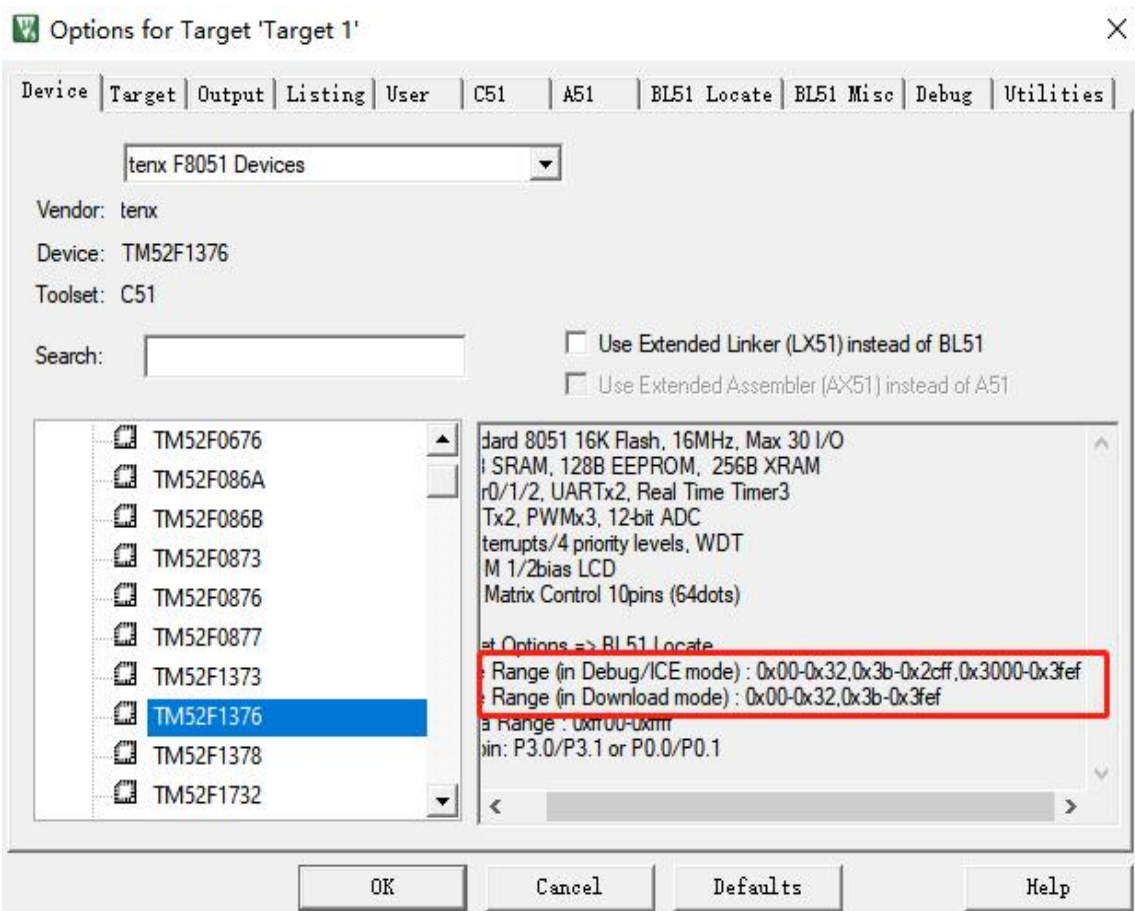 Options for Target 'Target 1'
Device Target Output Listing User C51 A51 BL51 Locate BL51 Misc Debug Utilities
tenx F8051 Devices
Vendor: tenx
Device: TM52F1376
Toolset: C51
Search:
Use Extended Linker (LX51) instead of BL51
Use Extended Assembler (AX51) instead of A51
TM52F0676
TM52F086A
TM52F086B
TM52F0873
TM52F0876
TM52F0877
TM52F1373
TM52F1376
TM52F1378
TM52F1732
dard 8051 16K Flash, 16MHz, Max 30 I/O
SRAM, 128B EEPROM, 256B XRAM
r0/1/2, UARTx2, Real Time Timer3
Tx2, PWMx3, 12-bit ADC
terrupts/4 priority levels, WDT
M 1/2bias LCD
Matrix Control 10pins (64dots)
et Options => BL51 Locate
Range (in Debug/ICE mode) : 0x00-0x32,0x3b-0x2cff,0x3000-0x3fef
Range (in Download mode) : 0x00-0x32,0x3b-0x3fef
a Range : 0xff00-0xffff
pin: P3.0/P3.1 or P0.0/P0.1
OK Cancel Defaults Help